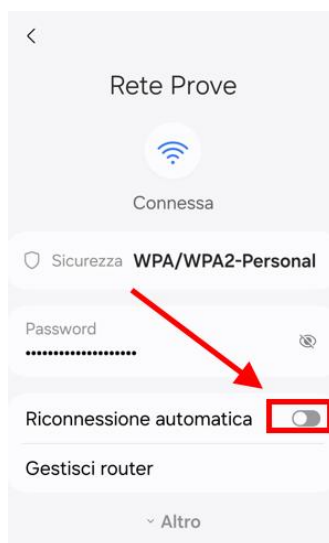 Rete Prove
Connessa
Sicurezza WPA/WPA2-Personal
Password
••••••••••••••••••••
Riconnessione automatica
Gestisci router
Altro